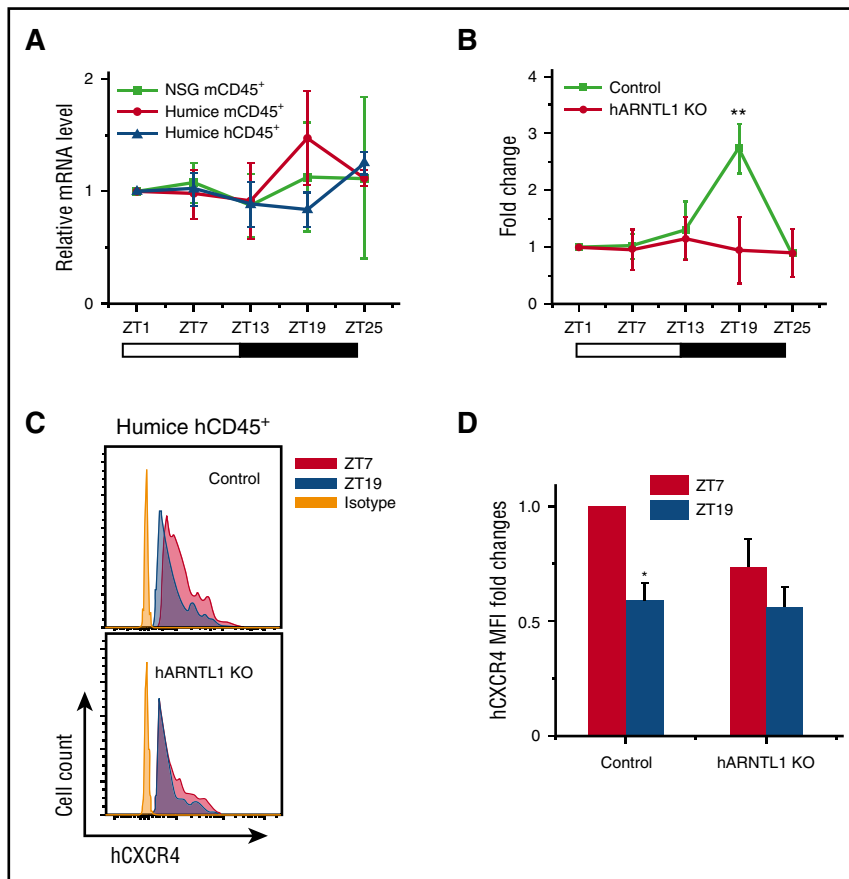 A
NSG mCD45+
Humice mCD45+
Humice hCD45+
Relative mRNA level
2
1
0
ZT1 ZT7 ZT13 ZT19 ZT25
B
Control
hARNTL1 KO
**
Fold change
4
3
2
1
0
ZT1 ZT7 ZT13 ZT19 ZT25
C
Humice hCD45+
Control
ZT7
ZT19
Isotype
hARNTL1 KO
Cell count
hCXCR4
D
ZT7
ZT19
hCXCR4 MFI fold changes
1.0
0.5
0
*
Control hARNTL1 KO